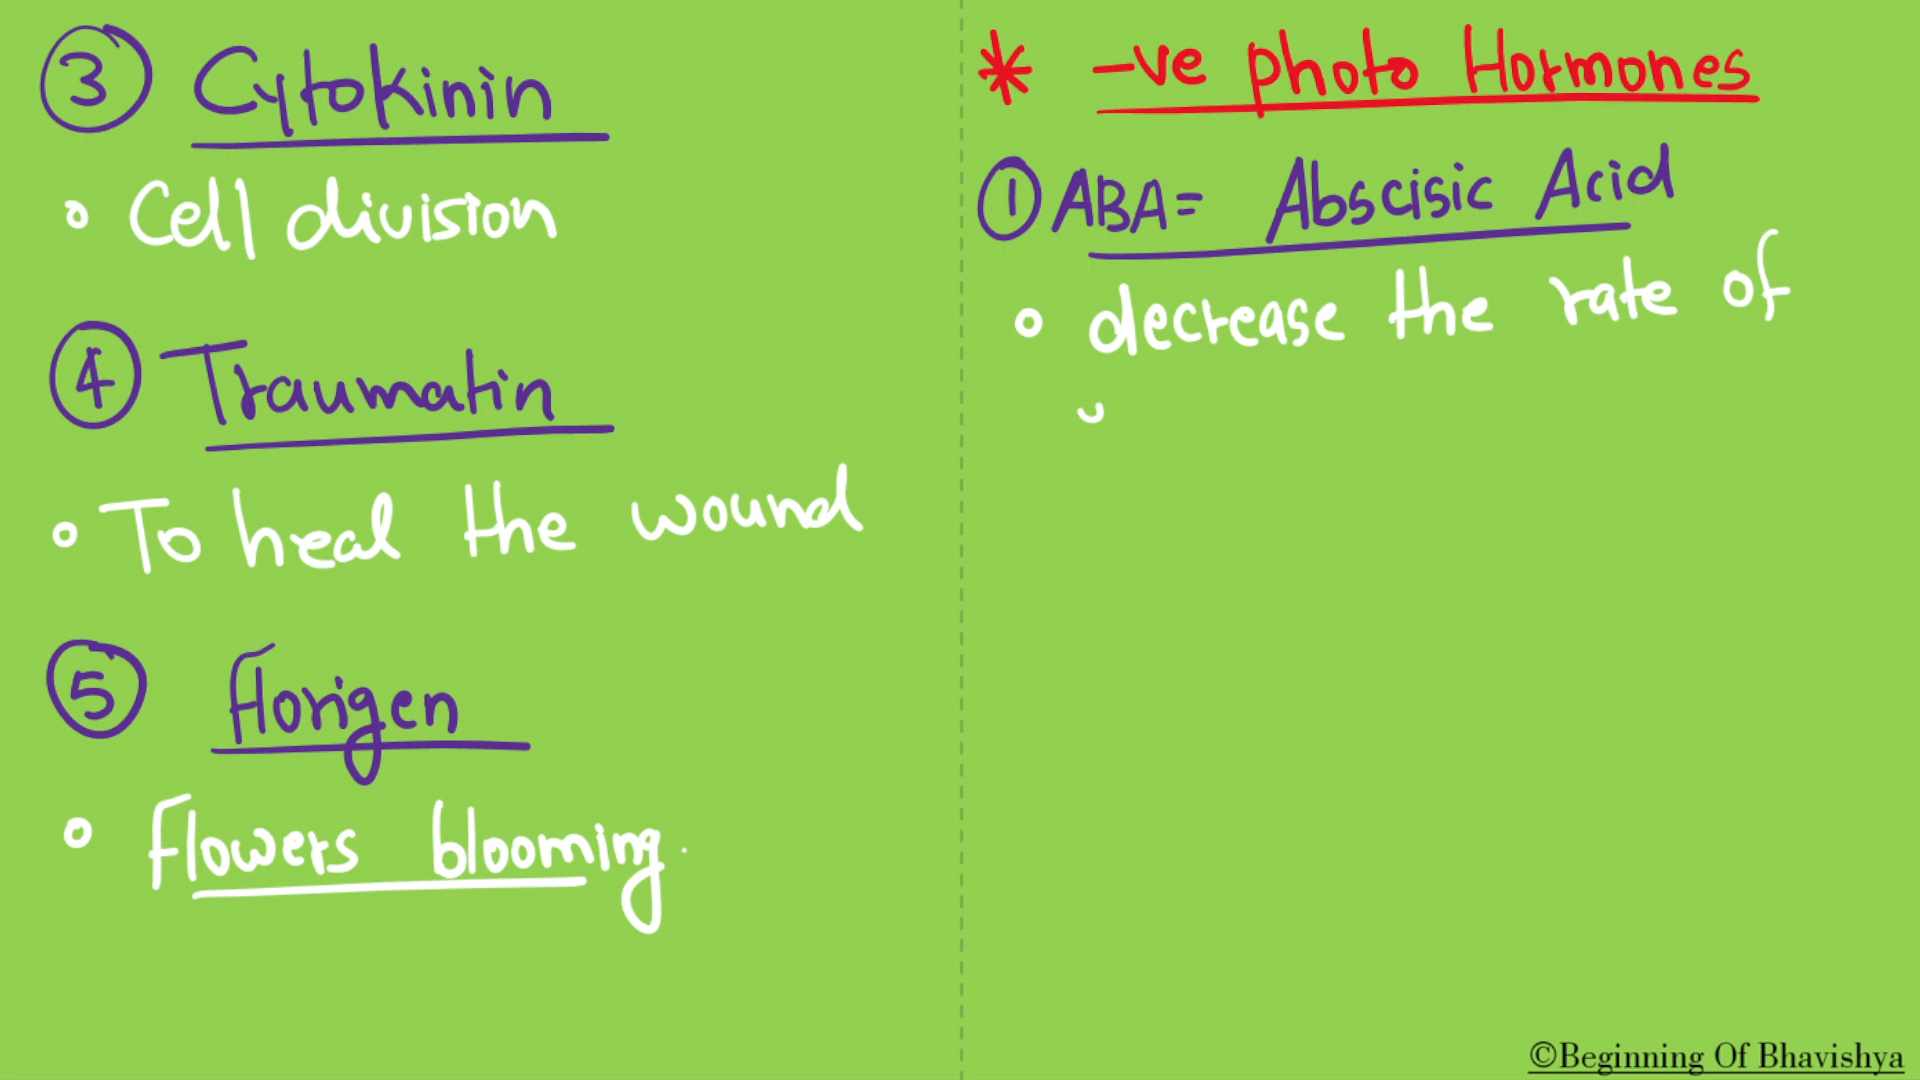 ③ Cytokinin
° Cell division
④ Traumatin
° To heal the wound
⑤ Florigen
° Flowers blooming.
* -ve photo Hormones
① ABA = Abscisic Acid
° decrease the rate of
©Beginning Of Bhavishya